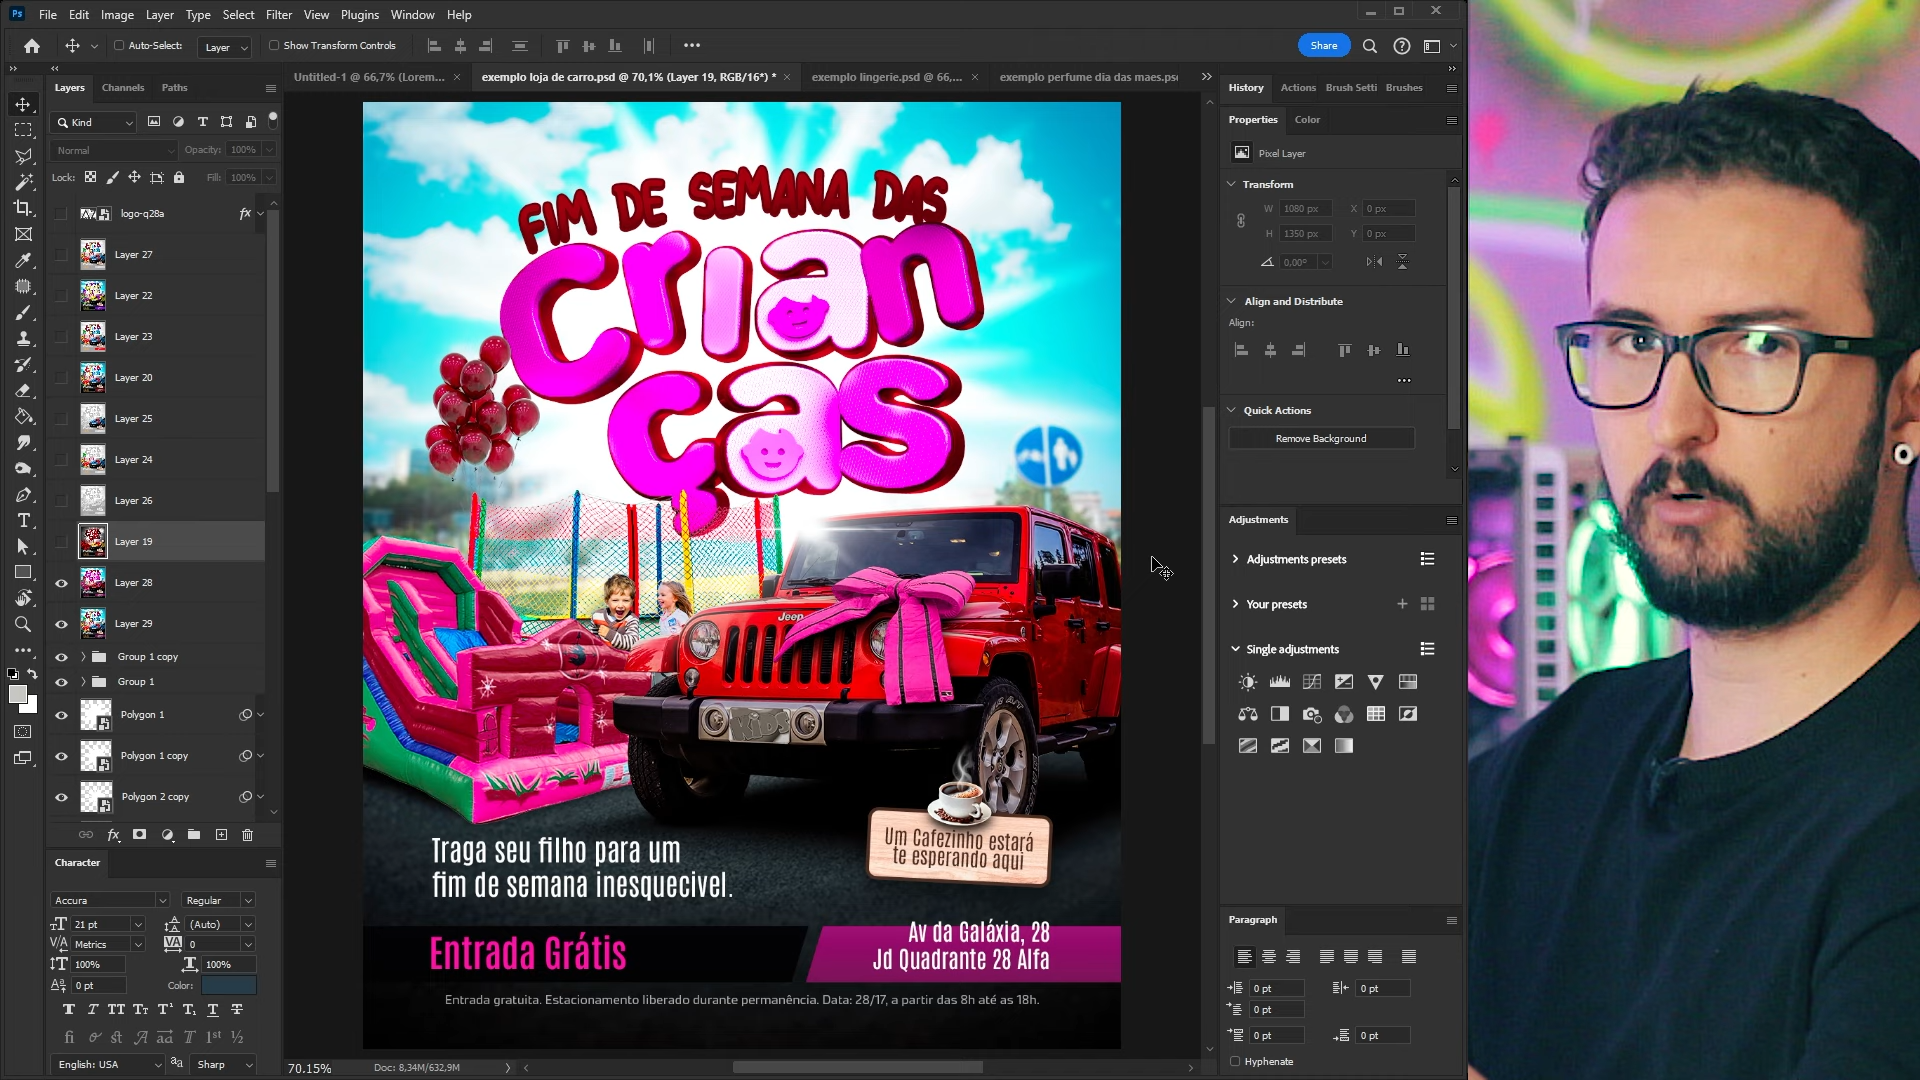 Ps File Edit Image Layer Type Select Filter View Plugins Window Help
Auto-Select: Layer Show Transform Controls Share
Untitled-1 @ 66,7% (Lorem... × exemplo loja de carro.psd @ 70,1% (Layer 19, RGB/16*) * × exemplo lingerie.psd @ 66,... × exemplo perfume dia das maes.psd
Layers Channels Paths
Kind
Normal Opacity: 100%
Lock: Fill: 100%
logo-q28a fx
Layer 27
Layer 22
Layer 23
Layer 20
Layer 25
Layer 24
Layer 26
Layer 19
Layer 28
Layer 29
Group 1 copy
Group 1
Polygon 1
Polygon 1 copy
Polygon 2 copy
fx
Character
Accura Regular
21 pt (Auto)
Metrics 0
100% 100%
0 pt Color:
English: USA aa Sharp
FIM DE SEMANA DAS
Crian
ças
Jeep
Kids
Um Cafezinho estará
te esperando aqui
Traga seu filho para um
fim de semana inesquecivel.
Entrada Grátis
Av da Galáxia, 28
Jd Quadrante 28 Alfa
Entrada gratuita. Estacionamento liberado durante permanência. Data: 28/17, a partir das 8h até as 18h.
70.15% Doc: 8,34M/632,9M
History Actions Brush Setti Brushes
Properties Color
Pixel Layer
Transform
W 1080 px X 0 px
H 1350 px Y 0 px
0,00°
Align and Distribute
Align:
Quick Actions
Remove Background
Adjustments
Adjustments presets
Your presets
Single adjustments
Paragraph
0 pt 0 pt
0 pt
0 pt 0 pt
Hyphenate